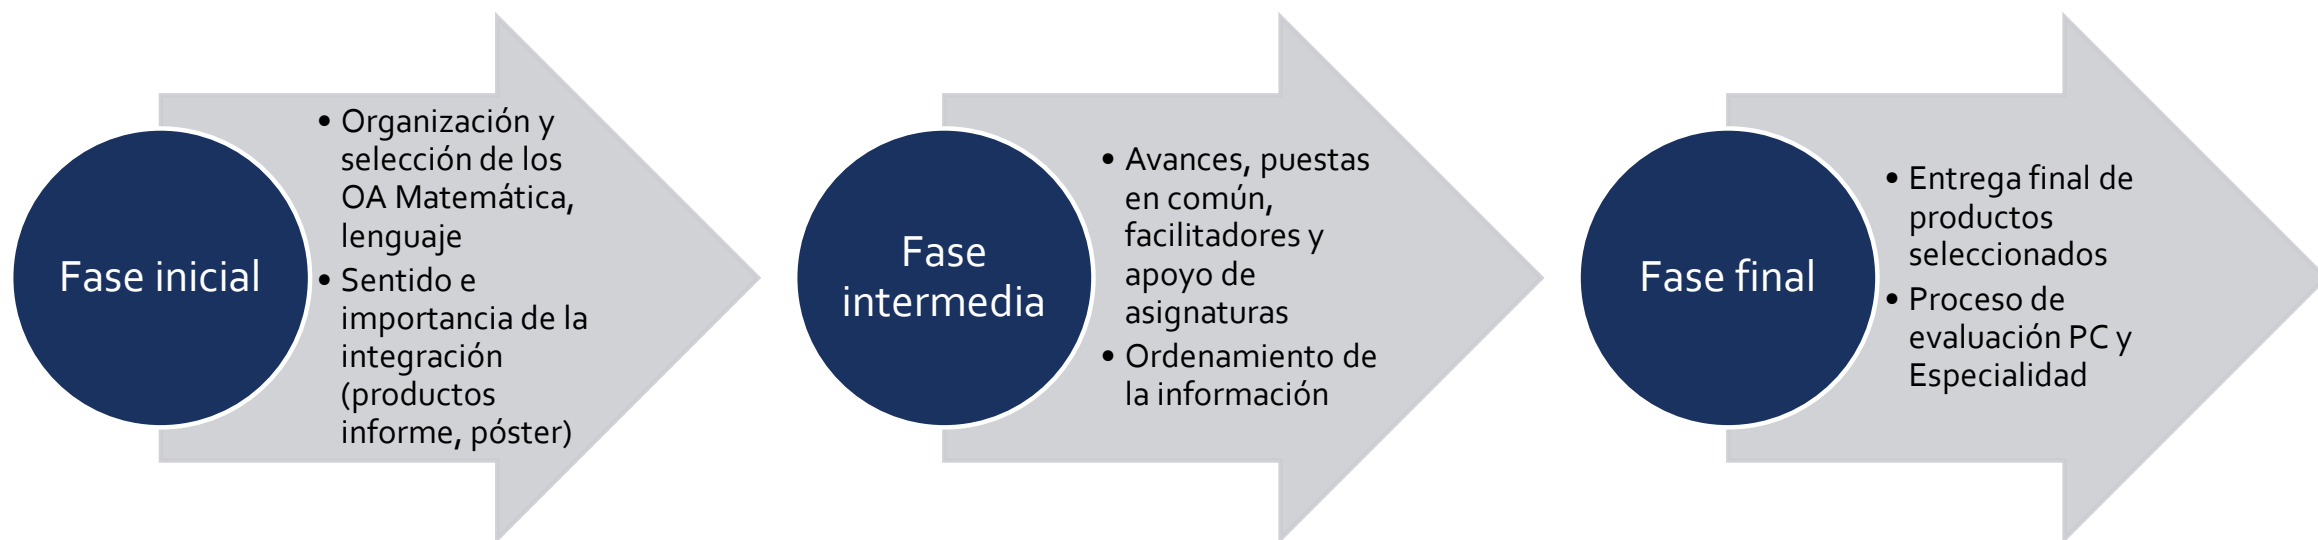 Fase inicial
• Organización y
selección de los
OA Matemática,
lenguaje
• Sentido e
importancia de la
integración
(productos
informe, póster)
Fase
intermedia
• Avances, puestas
en común,
facilitadores y
apoyo de
asignaturas
• Ordenamiento de
la información
Fase final
• Entrega final de
productos
seleccionados
• Proceso de
evaluación PC y
Especialidad